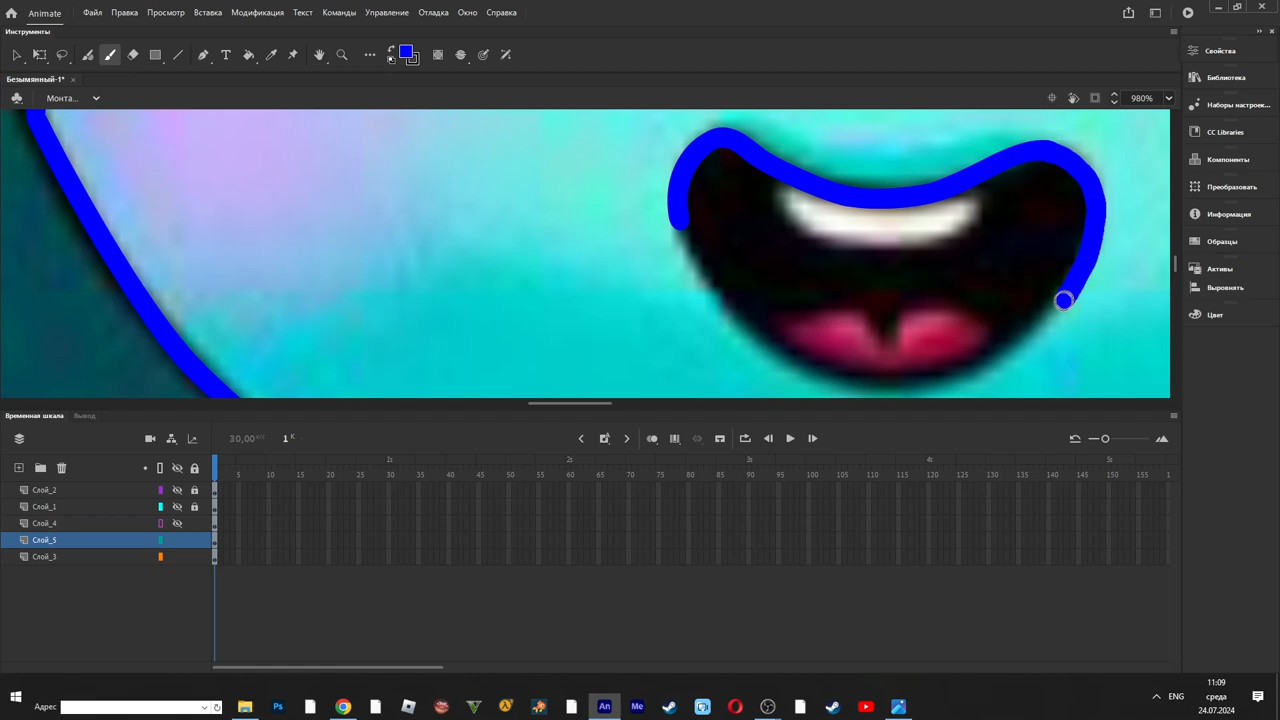 Animate Файл Правка Просмотр Вставка Модификация Текст Команды Управление Отладка Окно Справка
Инструменты
Свойства
Безымянный-1*
Библиотека
Монта... 980%
Наборы настроек...
CC Libraries
Компоненты
Преобразовать
Информация
Образцы
Активы
Выровнять
Цвет
Временная шкала Вывод
30,00 1 K
1s 2s 3s 4s 5s
5 10 15 20 25 30 35 40 45 50 55 60 65 70 75 80 85 90 95 100 105 110 115 120 125 130 135 140 145 150 155 1
Слой_2
Слой_1
Слой_4
Слой_5
Слой_3
Адрес
Ps An Me
ENG
11:09
среда
24.07.2024